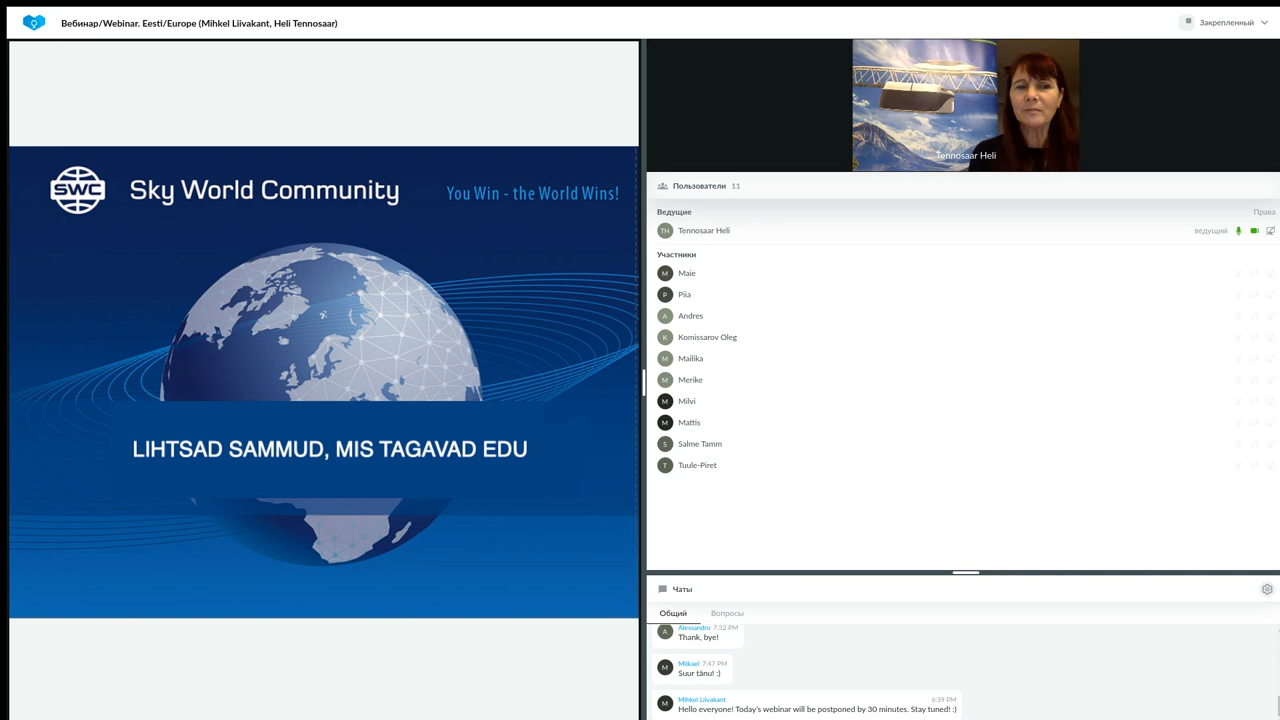 Вебинар/Webinar. Eesti/Europe (Mihkel Liivakant, Heli Tennosaar)
Закрепленный
SWC
Sky World Community
You Win - the World Wins!
LIHTSAD SAMMUD, MIS TAGAVAD EDU
Tennosaar Heli
Пользователи 11
Ведущие Права
TH Tennosaar Heli ведущий
Участники
M Maie
P Piia
A Andres
K Komissarov Oleg
M Mailika
M Merike
M Milvi
M Mattis
S Salme Tamm
T Tuule-Piret
Чаты
Общий Вопросы
A Alessandro 7:32 PM
Thank, bye!
M Miikael 7:47 PM
Suur tänu! :)
M Mihkel Liivakant 6:39 PM
Hello everyone! Today's webinar will be postponed by 30 minutes. Stay tuned! :)